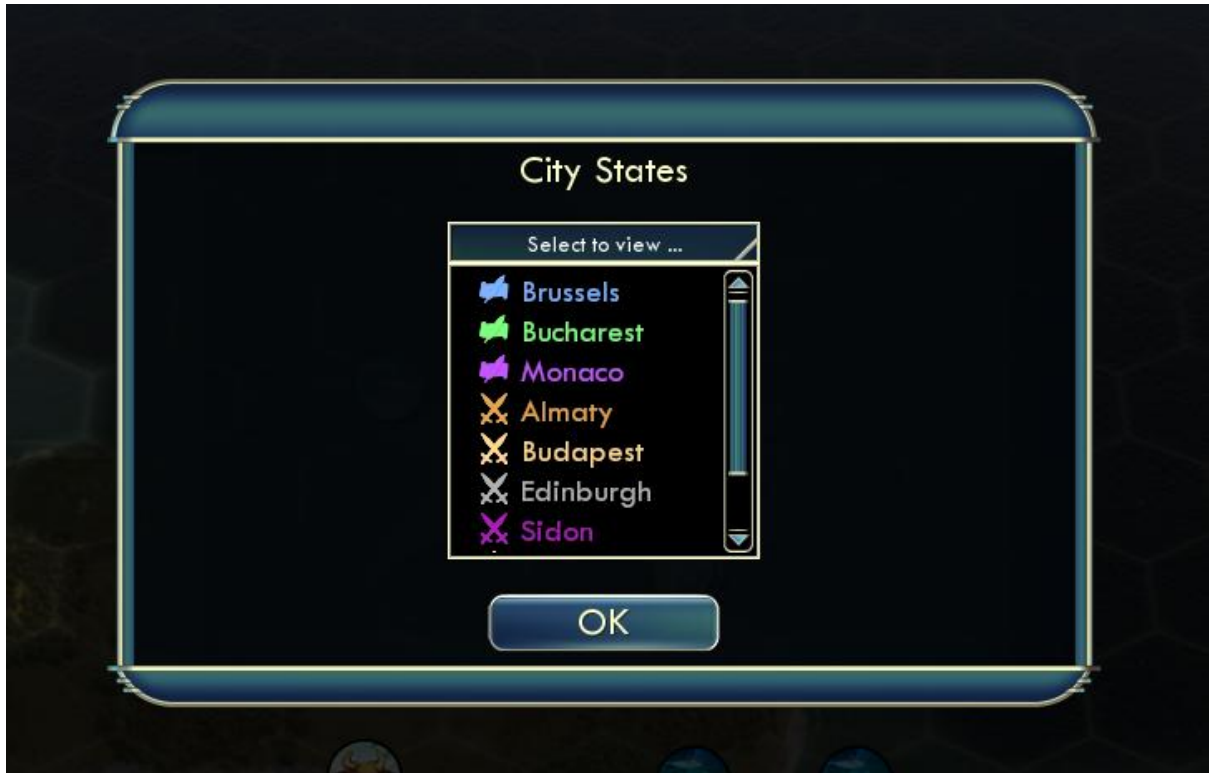 City States
Select to view ...
Brussels
Bucharest
Monaco
Almaty
Budapest
Edinburgh
Sidon
OK